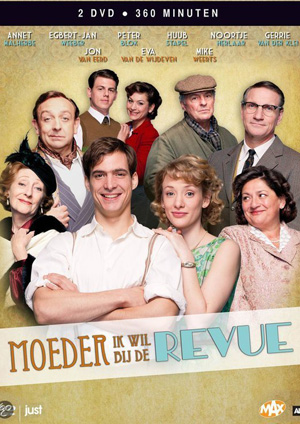 2 DVD • 360 MINUTEN
ANNET MALHERBE
EGBERT-JAN WEEBER
PETER BLOK
HUUB STAPEL
NOORTJE HERLAAR
GERRIE VAN DER KLEI
JON VAN EERD
EVA VAN DE WIJDEVEN
MIKE WEERTS
MOEDER IK WIL BIJ DE REVUE
just
MAX